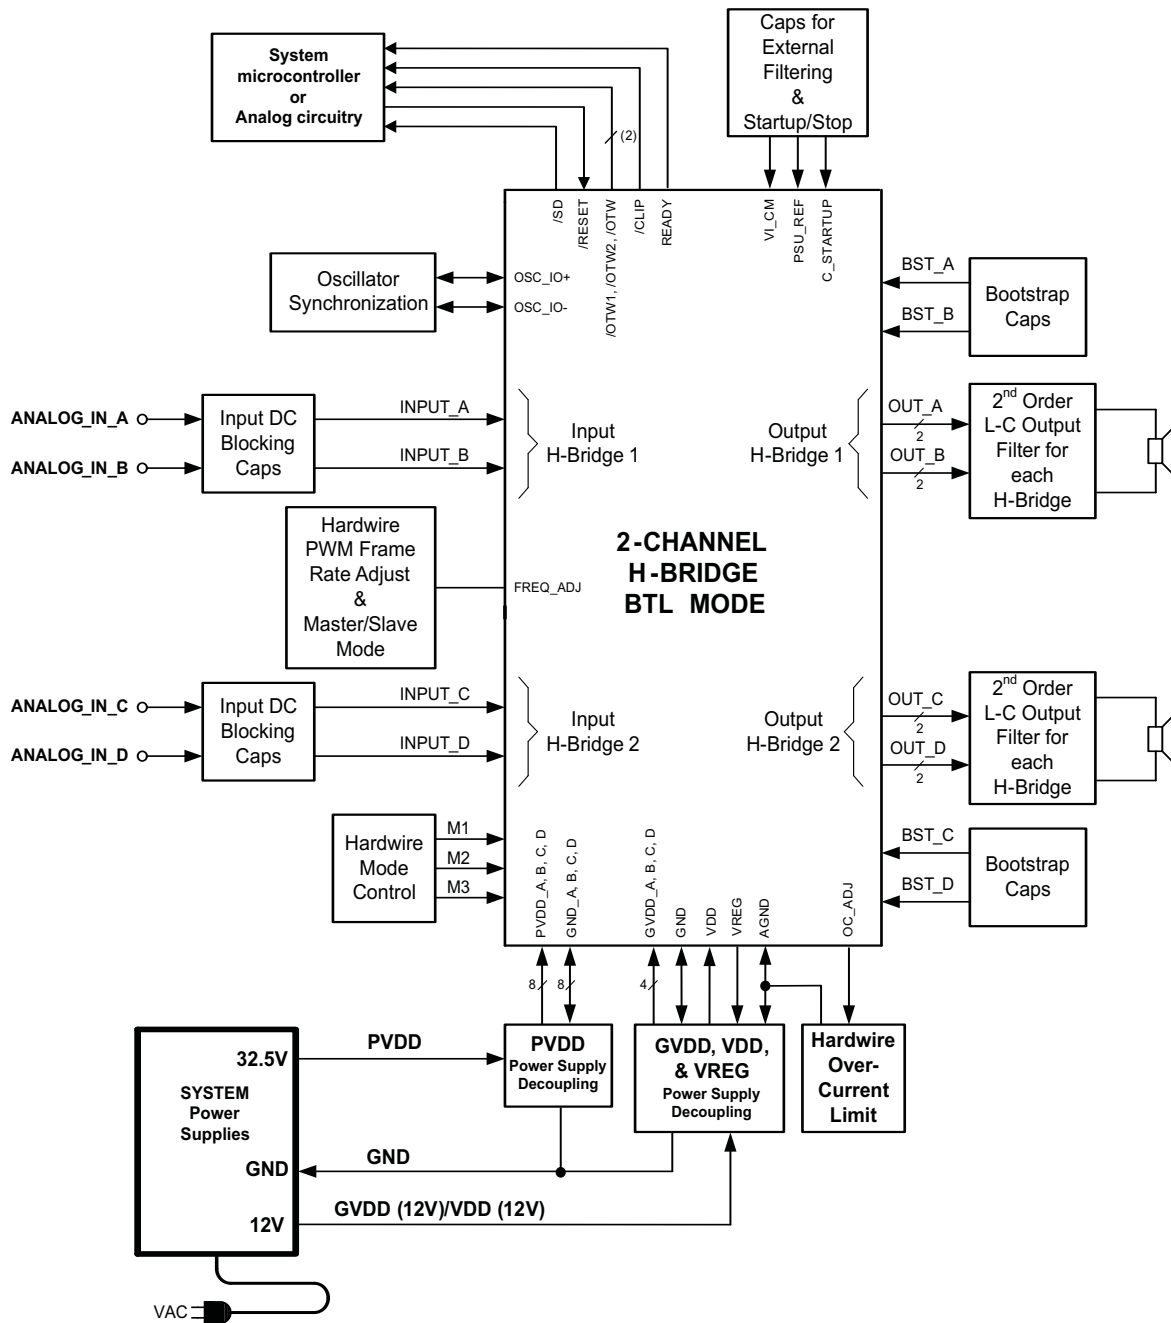 System
microcontroller
or
Analog circuitry
Caps for
External
Filtering
&
Startup/Stop
(2)
/SD
/RESET
/OTW1, /OTW2, /OTW
/CLIP
READY
VI_CM
PSU_REF
C_STARTUP
Oscillator
Synchronization
OSC_IO+
OSC_IO-
BST_A
BST_B
Bootstrap
Caps
ANALOG_IN_A
ANALOG_IN_B
Input DC
Blocking
Caps
INPUT_A
INPUT_B
Input
H-Bridge 1
Output
H-Bridge 1
OUT_A
2
OUT_B
2
2nd Order
L-C Output
Filter for
each
H-Bridge
Hardwire
PWM Frame
Rate Adjust
&
Master/Slave
Mode
FREQ_ADJ
2-CHANNEL
H-BRIDGE
BTL MODE
ANALOG_IN_C
ANALOG_IN_D
Input DC
Blocking
Caps
INPUT_C
INPUT_D
Input
H-Bridge 2
Output
H-Bridge 2
OUT_C
2
OUT_D
2
2nd Order
L-C Output
Filter for
each
H-Bridge
Hardwire
Mode
Control
M1
M2
M3
PVDD_A, B, C, D
GND_A, B, C, D
GVDD_A, B, C, D
GND
VDD
VREG
AGND
OC_ADJ
BST_C
BST_D
Bootstrap
Caps
8
8
4
32.5V
SYSTEM
Power
Supplies
GND
12V
PVDD
PVDD
Power Supply
Decoupling
GVDD, VDD,
& VREG
Power Supply
Decoupling
Hardwire
Over-
Current
Limit
GND
GVDD (12V)/VDD (12V)
VAC